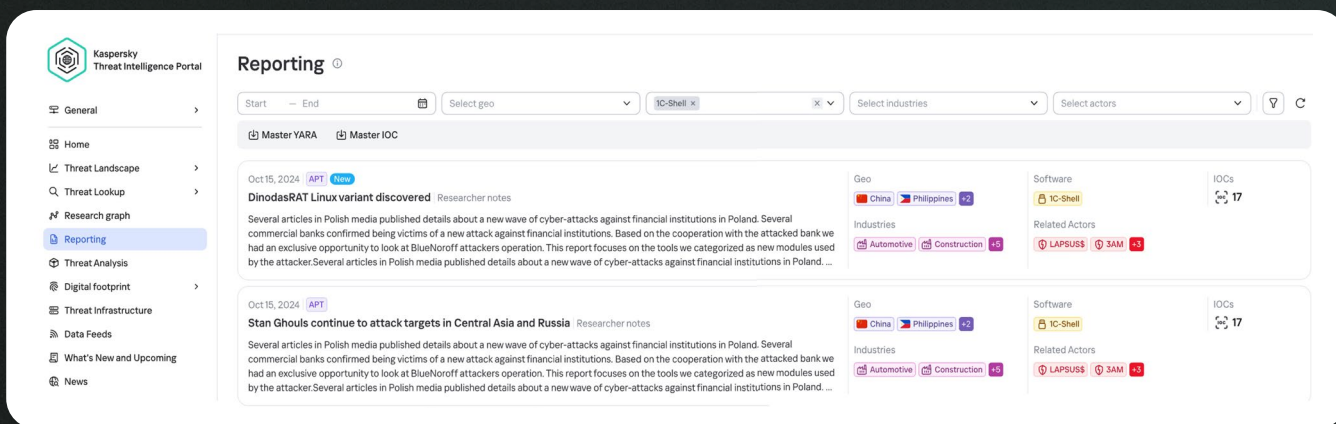 Kaspersky
Threat Intelligence Portal
General
Home
Threat Landscape
Threat Lookup
Research graph
Reporting
Threat Analysis
Digital footprint
Threat Infrastructure
Data Feeds
What's New and Upcoming
News
Reporting
Start – End
Select geo
1C-Shell ×
Select industries
Select actors
Master YARA
Master IOC
Oct 15, 2024 APT New
DinodasRAT Linux variant discovered Researcher notes
Several articles in Polish media published details about a new wave of cyber-attacks against financial institutions in Poland. Several
commercial banks confirmed being victims of a new attack against financial institutions. Based on the cooperation with the attacked bank we
had an exclusive opportunity to look at BlueNoroff attackers operation. This report focuses on the tools we categorized as new modules used
by the attacker.Several articles in Polish media published details about a new wave of cyber-attacks against financial institutions in Poland. ...
Geo
China Philippines +2
Industries
Automotive Construction +5
Software
1C-Shell
Related Actors
LAPSUS$ 3AM +3
IOCs
IOC 17
Oct 15, 2024 APT
Stan Ghouls continue to attack targets in Central Asia and Russia Researcher notes
Several articles in Polish media published details about a new wave of cyber-attacks against financial institutions in Poland. Several
commercial banks confirmed being victims of a new attack against financial institutions. Based on the cooperation with the attacked bank we
had an exclusive opportunity to look at BlueNoroff attackers operation. This report focuses on the tools we categorized as new modules used
by the attacker.Several articles in Polish media published details about a new wave of cyber-attacks against financial institutions in Poland. ...
Geo
China Philippines +2
Industries
Automotive Construction +5
Software
1C-Shell
Related Actors
LAPSUS$ 3AM +3
IOCs
IOC 17